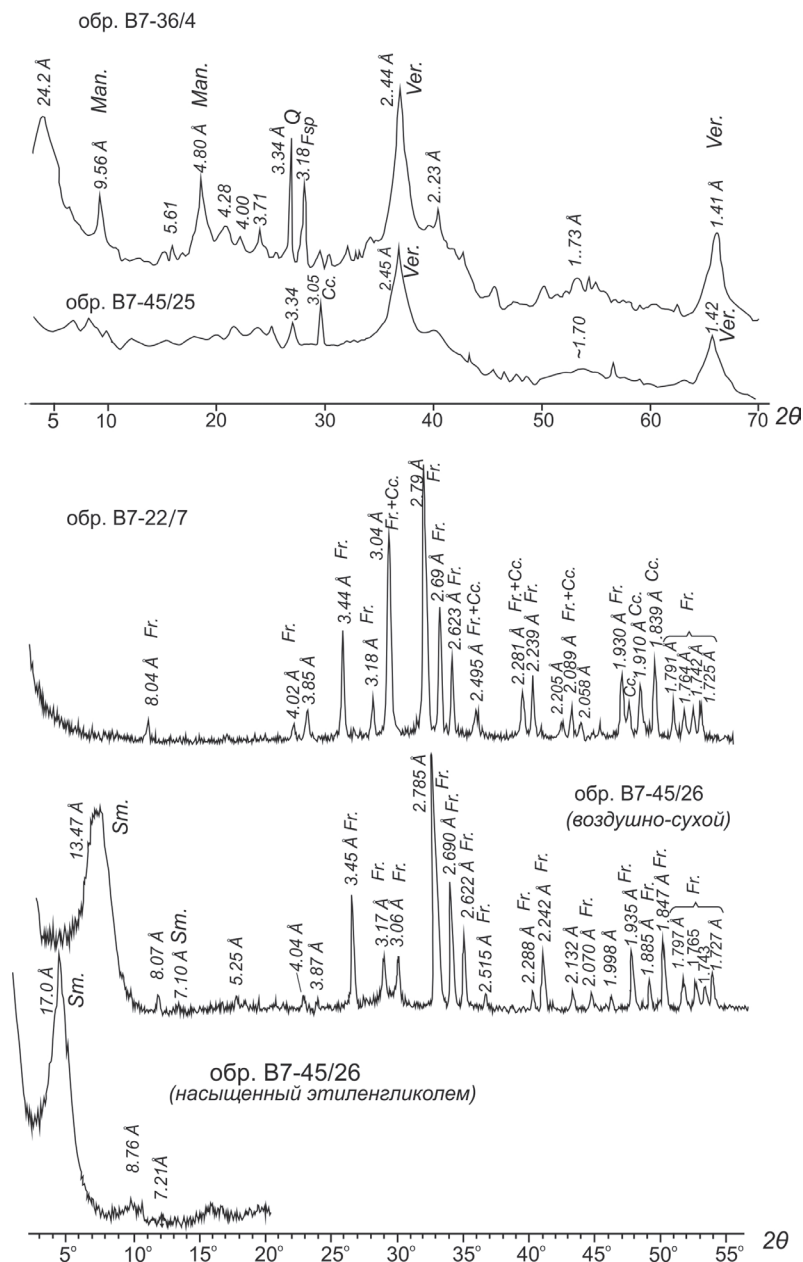 обр. B7-36/4
24.2 Å
9.56 Å Man.
5.61
4.80 Å Man.
4.28
4.00
3.71
3.34 Å Q
3.18 Fsp
2..44 Å Ver.
2..23 Å
1..73 Å
1.41 Å Ver.
обр. B7-45/25
3.34
3.05 Cc.
2.45 Å Ver.
~1.70
1.42 Ver.
5 10 20 30 40 50 60 70 2θ
обр. B7-22/7
8.04 Å Fr.
4.02 Å Fr.
3.85 Å
3.44 Å Fr.
3.18 Å Fr.
3.04 Å Fr.+Cc.
2.79 Å Fr.
2.69 Å Fr.
2.623 Å Fr.
2.495 Å Fr.+Cc.
2.281 Å Fr.+Cc.
2.239 Å Fr.
2.205 Å
2.089 Å Fr.+Cc.
2.058 Å
1.930 Å Fr.
Cc.
1.910 Å Cc.
1.839 Å Cc.
Fr.
1.791 Å
1.764 Å
1.742 Å
1.725 Å
обр. B7-45/26
(воздушно-сухой)
13.47 Å Sm.
8.07 Å
7.10 Å Sm.
5.25 Å
4.04 Å
3.87 Å
3.45 Å Fr.
3.17 Å Fr.
3.06 Å Fr.
2.785 Å Fr.
2.690 Å Fr.
2.622 Å Fr.
2.515 Å Fr.
2.288 Å Fr.
2.242 Å Fr.
2.132 Å
2.070 Å Fr.
1.998 Å
1.935 Å Fr.
1.885 Å Fr.
1.847 Å Fr.
Fr.
1.797 Å
1.765
1.743
1.727 Å
17.0 Å Sm.
обр. B7-45/26
(насыщенный этиленгликолем)
8.76 Å
7.21Å
5° 10° 15° 20° 25° 30° 35° 40° 45° 50° 55° 2θ